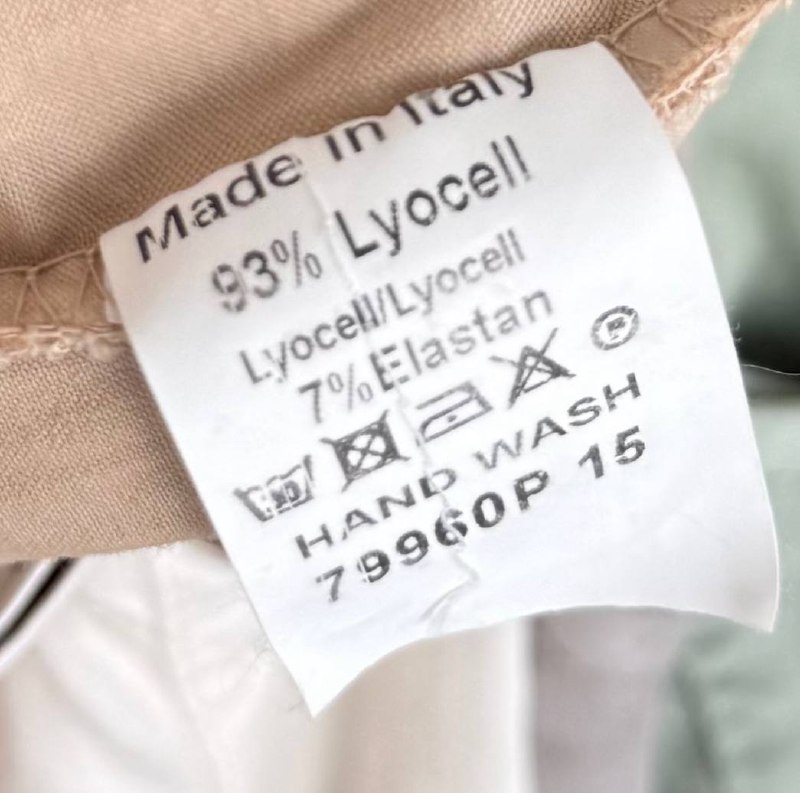 Made in Italy
93% Lyocell
Lyocell/Lyocell
7%Elastan
P
HAND WASH
79960P 15